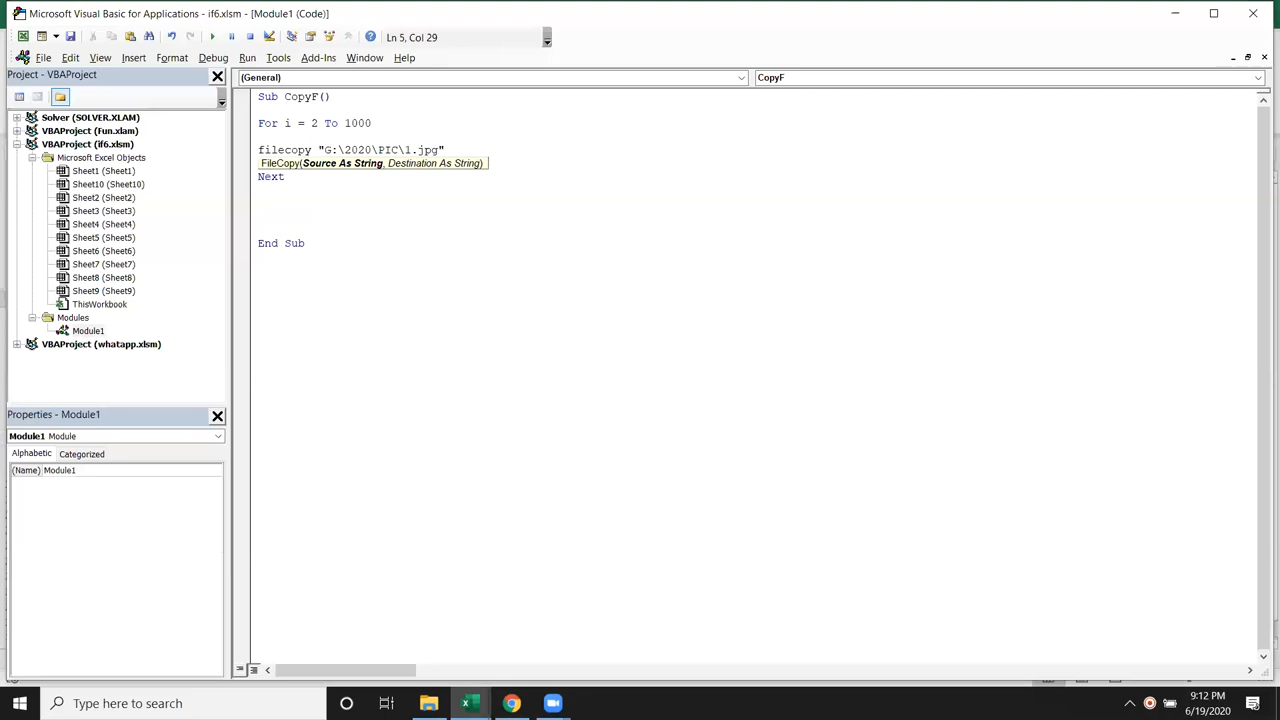 Microsoft Visual Basic for Applications - if6.xlsm - [Module1 (Code)]
Ln 5, Col 29
File Edit View Insert Format Debug Run Tools Add-Ins Window Help
Project - VBAProject
Solver (SOLVER.XLAM)
VBAProject (Fun.xlam)
VBAProject (if6.xlsm)
Microsoft Excel Objects
Sheet1 (Sheet1)
Sheet10 (Sheet10)
Sheet2 (Sheet2)
Sheet3 (Sheet3)
Sheet4 (Sheet4)
Sheet5 (Sheet5)
Sheet6 (Sheet6)
Sheet7 (Sheet7)
Sheet8 (Sheet8)
Sheet9 (Sheet9)
ThisWorkbook
Modules
Module1
VBAProject (whatapp.xlsm)
Properties - Module1
Module1 Module
Alphabetic Categorized
(Name) Module1
(General) CopyF
Sub CopyF()
For i = 2 To 1000
filecopy "G:\2020\PIC\1.jpg"
FileCopy(Source As String, Destination As String)
Next
End Sub
Type here to search
9:12 PM
6/19/2020